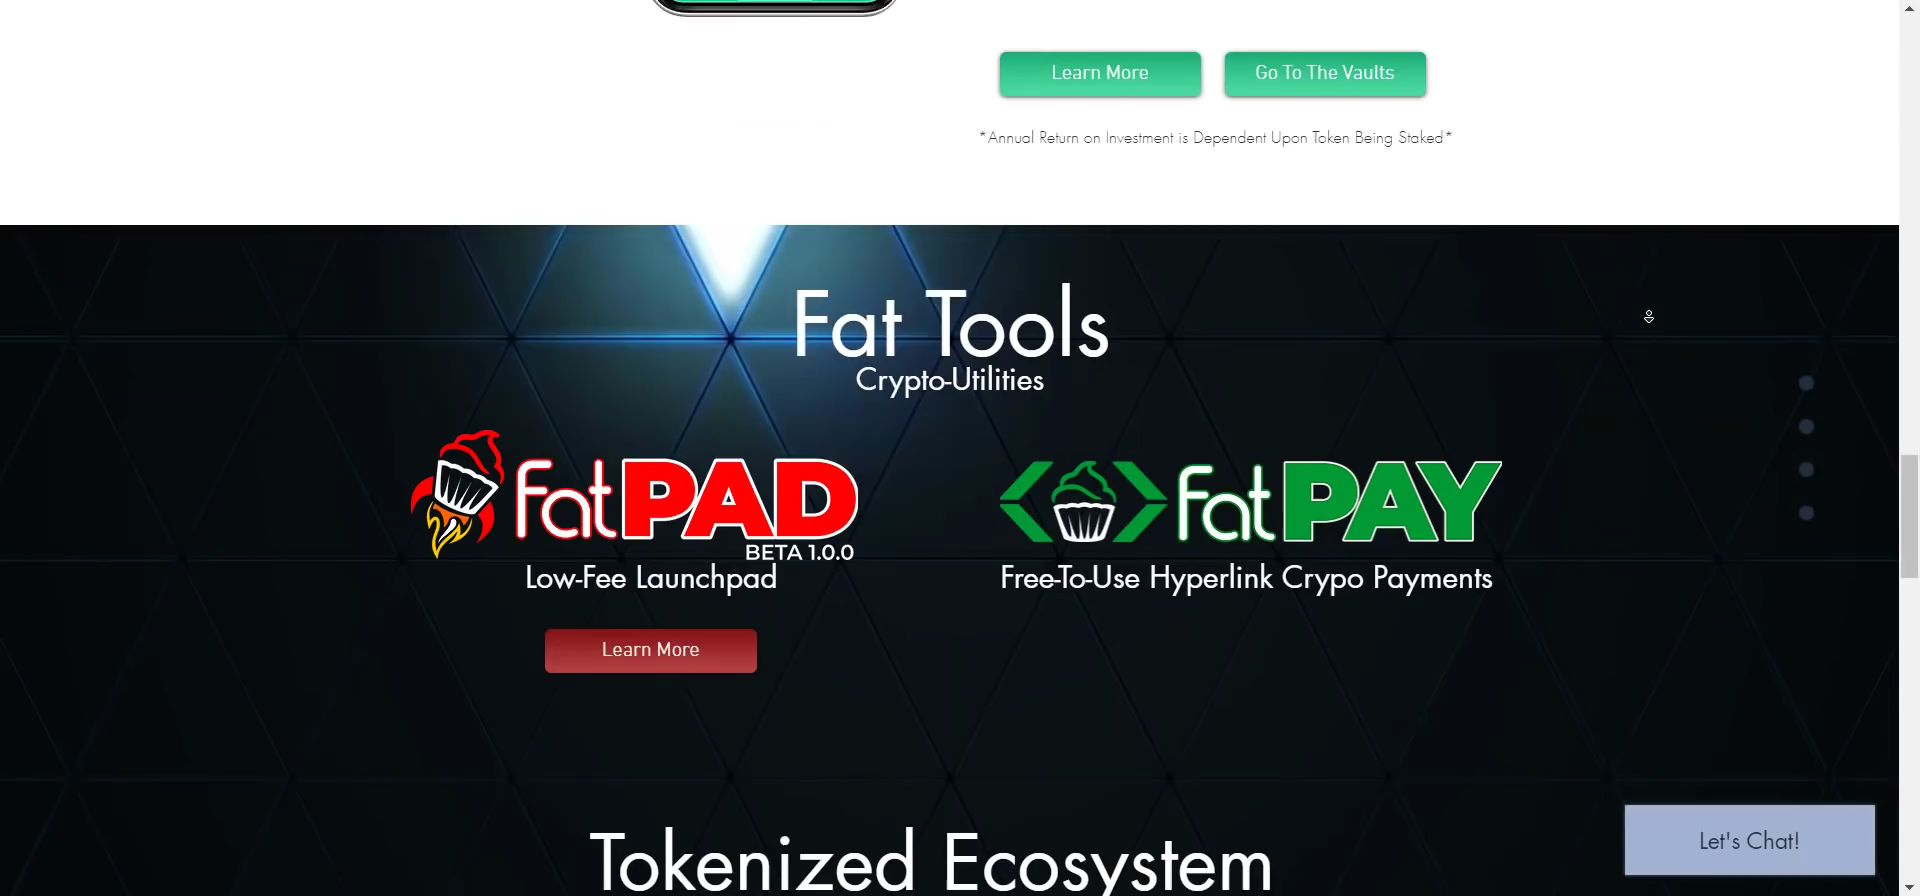 Learn More
Go To The Vaults
*Annual Return on Investment is Dependent Upon Token Being Staked*
Fat Tools
Crypto-Utilities
fatPAD
BETA 1.0.0
Low-Fee Launchpad
fatPAY
Free-To-Use Hyperlink Crypo Payments
Learn More
Tokenized Ecosystem
Let's Chat!